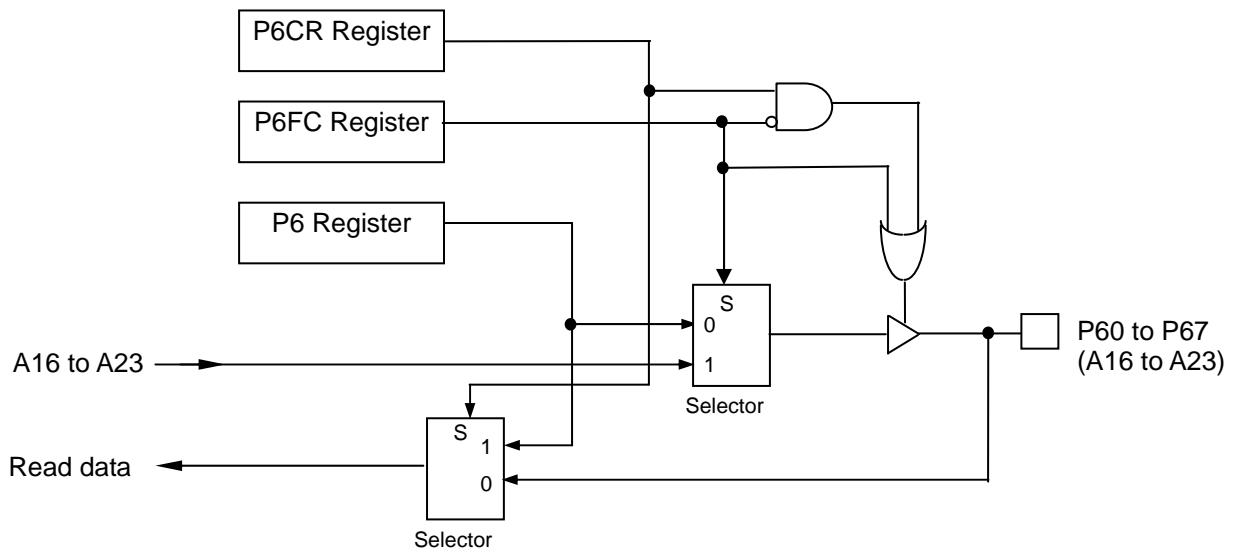 P6CR Register
P6FC Register
P6 Register
S
0
1
Selector
P60 to P67
(A16 to A23)
A16 to A23
S
1
0
Selector
Read data